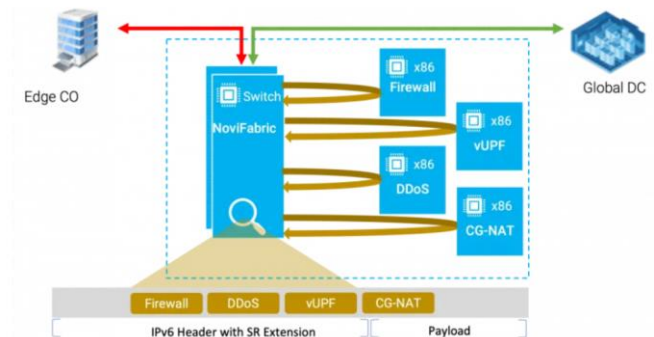 Edge CO
Global DC
Switch
NoviFabric
x86
Firewall
x86
vUPF
x86
DDoS
x86
CG-NAT
Firewall
DDoS
vUPF
CG-NAT
IPv6 Header with SR Extension
Payload